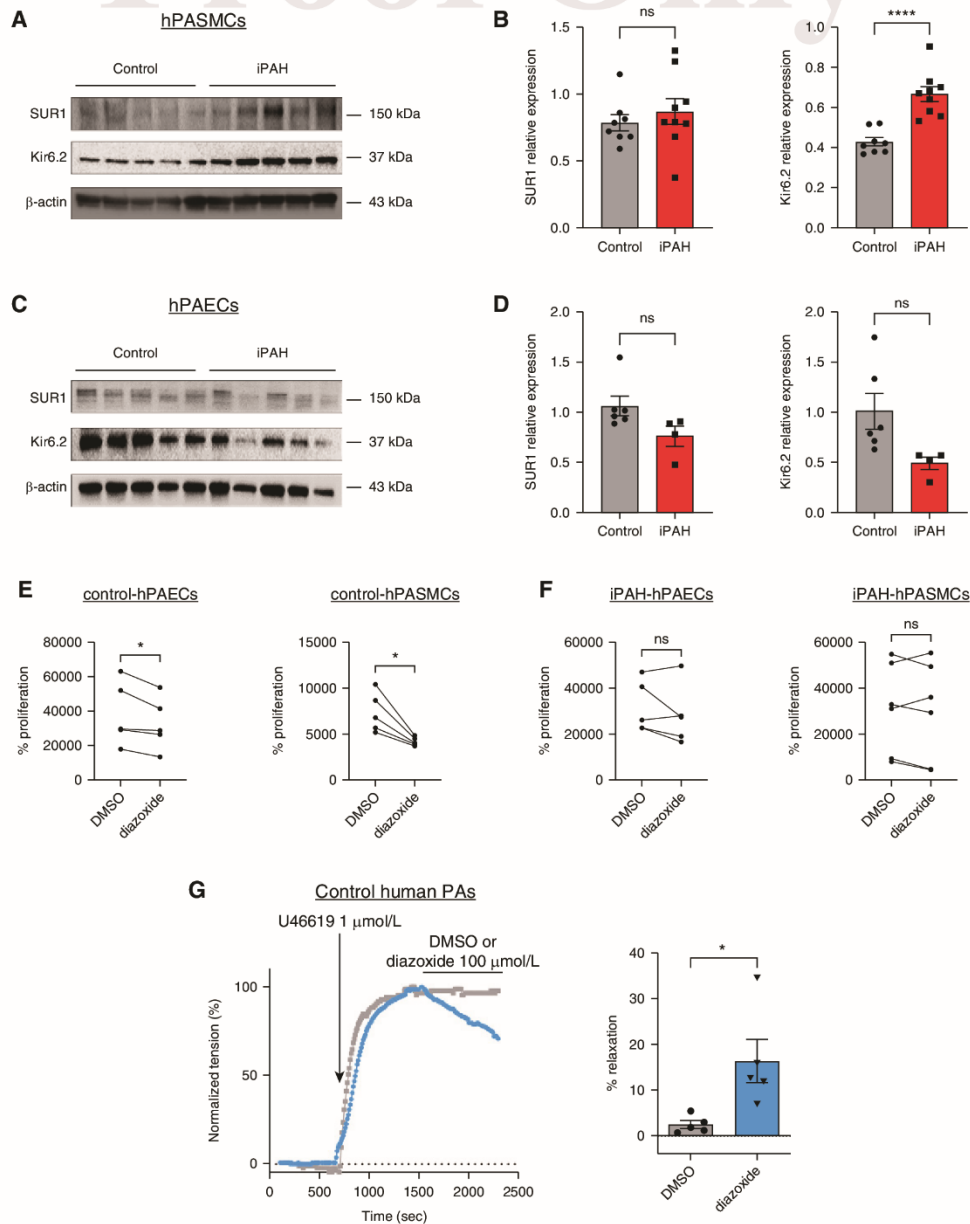 Proof Only
A
hPASMCs
Control iPAH
SUR1 150 kDa
Kir6.2 37 kDa
β-actin 43 kDa
B
ns
SUR1 relative expression
1.5
1.0
0.5
0.0
Control iPAH
****
Kir6.2 relative expression
1.0
0.8
0.6
0.4
0.2
0.0
Control iPAH
C
hPAECs
Control iPAH
SUR1 150 kDa
Kir6.2 37 kDa
β-actin 43 kDa
D
ns
SUR1 relative expression
2.0
1.5
1.0
0.5
0.0
Control iPAH
ns
Kir6.2 relative expression
2.0
1.5
1.0
0.5
0.0
Control iPAH
E
control-hPAECs
*
% proliferation
80000
60000
40000
20000
0
DMSO
diazoxide
control-hPASMCs
*
% proliferation
15000
10000
5000
0
DMSO
diazoxide
F
iPAH-hPAECs
ns
% proliferation
60000
40000
20000
0
DMSO
diazoxide
iPAH-hPASMCs
ns
% proliferation
60000
40000
20000
0
DMSO
diazoxide
G
Control human PAs
U46619 1 μmol/L
DMSO or
diazoxide 100 μmol/L
Normalized tension (%)
100
50
0
0 500 1000 1500 2000 2500
Time (sec)
*
% relaxation
40
30
20
10
0
DMSO
diazoxide